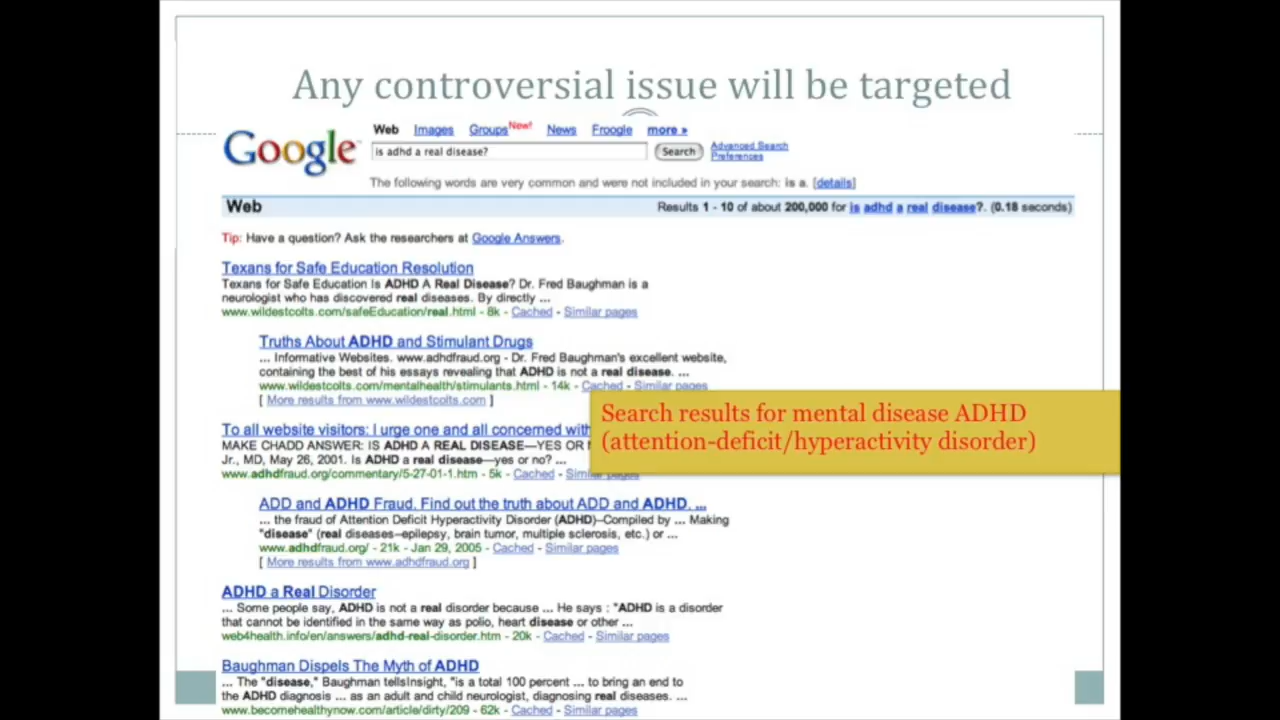 Any controversial issue will be targeted
Google
Web Images Groups New! News Froogle more »
is adhd a real disease? Search Advanced Search
Preferences
The following words are very common and were not included in your search: is a. [details]
Web Results 1 - 10 of about 200,000 for is adhd a real disease?. (0.18 seconds)
Tip: Have a question? Ask the researchers at Google Answers.
Texans for Safe Education Resolution
Texans for Safe Education Is ADHD A Real Disease? Dr. Fred Baughman is a
neurologist who has discovered real diseases. By directly ...
www.wildestcolts.com/safeEducation/real.html - 8k - Cached - Similar pages
Truths About ADHD and Stimulant Drugs
... Informative Websites. www.adhdfraud.org - Dr. Fred Baughman's excellent website,
containing the best of his essays revealing that ADHD is not a real disease. ...
www.wildestcolts.com/mentalhealth/stimulants.html - 14k - Cached - Similar pages
[ More results from www.wildestcolts.com ]
Search results for mental disease ADHD
(attention-deficit/hyperactivity disorder)
To all website visitors: I urge one and all concerned with
MAKE CHADD ANSWER: IS ADHD A REAL DISEASE—YES OR
Jr., MD, May 26, 2001. Is ADHD a real disease—yes or no? ...
www.adhdfraud.org/commentary/5-27-01-1.htm - 5k - Cached - Similar pages
ADD and ADHD Fraud. Find out the truth about ADD and ADHD. ...
... the fraud of Attention Deficit Hyperactivity Disorder (ADHD)--Compiled by ... Making
"disease" (real diseases--epilepsy, brain tumor, multiple sclerosis, etc.) or ...
www.adhdfraud.org/ - 21k - Jan 29, 2005 - Cached - Similar pages
[ More results from www.adhdfraud.org ]
ADHD a Real Disorder
... Some people say, ADHD is not a real disorder because ... He says : "ADHD is a disorder
that cannot be identified in the same way as polio, heart disease or other ...
web4health.info/en/answers/adhd-real-disorder.htm - 20k - Cached - Similar pages
Baughman Dispels The Myth of ADHD
... The "disease," Baughman tellsInsight, "is a total 100 percent ... to bring an end to
the ADHD diagnosis ... as an adult and child neurologist, diagnosing real diseases. ...
www.becomehealthynow.com/article/dirty/209 - 62k - Cached - Similar pages